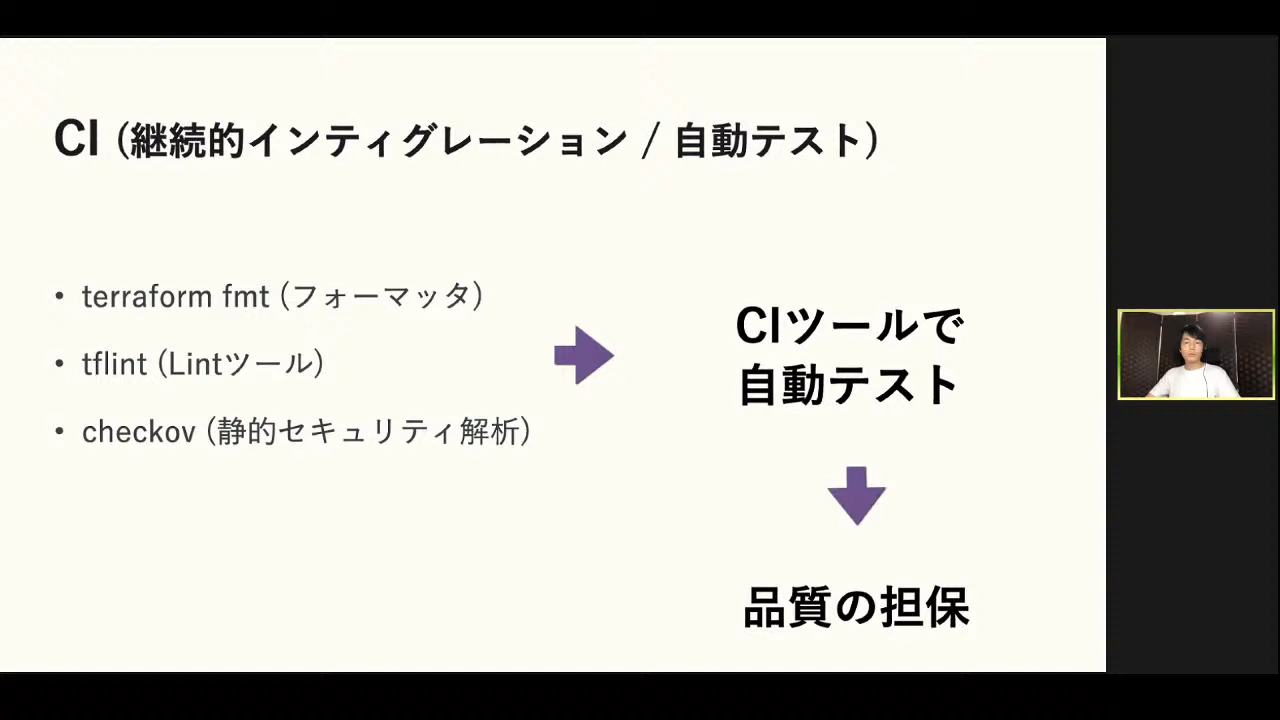 CI (継続的インティグレーション / 自動テスト)
• terraform fmt (フォーマッタ)
• tflint (Lintツール)
• checkov (静的セキュリティ解析)
CIツールで
自動テスト
品質の担保